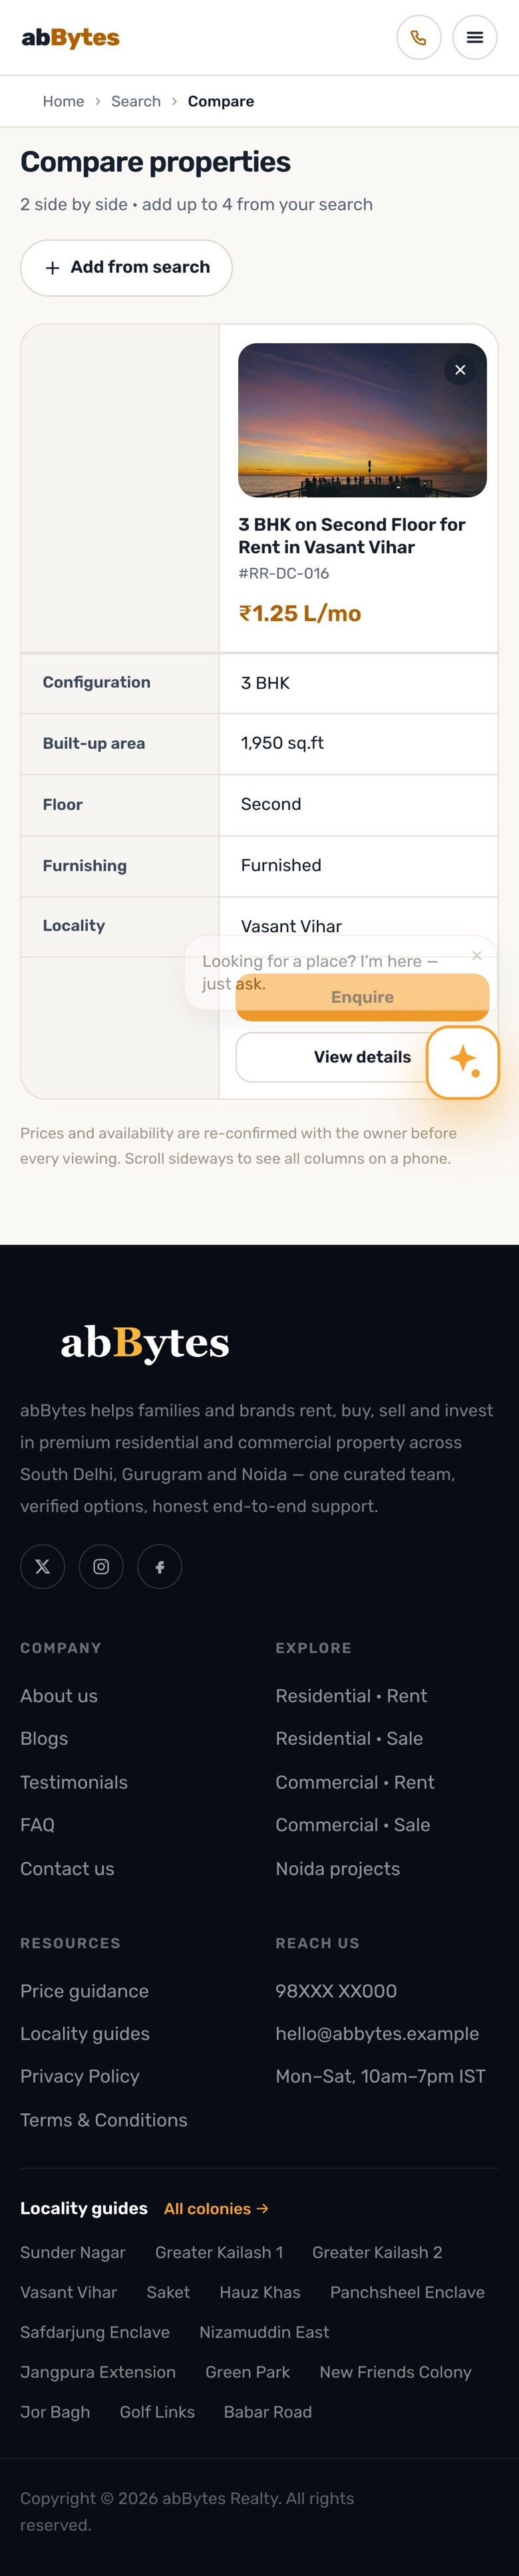 abBytes
Home › Search › Compare
Compare properties
2 side by side • add up to 4 from your search
+ Add from search
3 BHK on Second Floor for
Rent in Vasant Vihar
#RR-DC-016
₹1.25 L/mo
Configuration 3 BHK
Built-up area 1,950 sq.ft
Floor Second
Furnishing Furnished
Locality Vasant Vihar
Looking for a place? I'm here —
just ask.
Enquire
View details
Prices and availability are re-confirmed with the owner before
every viewing. Scroll sideways to see all columns on a phone.
abBytes
abBytes helps families and brands rent, buy, sell and invest
in premium residential and commercial property across
South Delhi, Gurugram and Noida — one curated team,
verified options, honest end-to-end support.
COMPANY
About us
Blogs
Testimonials
FAQ
Contact us
EXPLORE
Residential • Rent
Residential • Sale
Commercial • Rent
Commercial • Sale
Noida projects
RESOURCES
Price guidance
Locality guides
Privacy Policy
Terms & Conditions
REACH US
98XXX XX000
hello@abbytes.example
Mon–Sat, 10am–7pm IST
Locality guides All colonies →
Sunder Nagar Greater Kailash 1 Greater Kailash 2
Vasant Vihar Saket Hauz Khas Panchsheel Enclave
Safdarjung Enclave Nizamuddin East
Jangpura Extension Green Park New Friends Colony
Jor Bagh Golf Links Babar Road
Copyright © 2026 abBytes Realty. All rights
reserved.